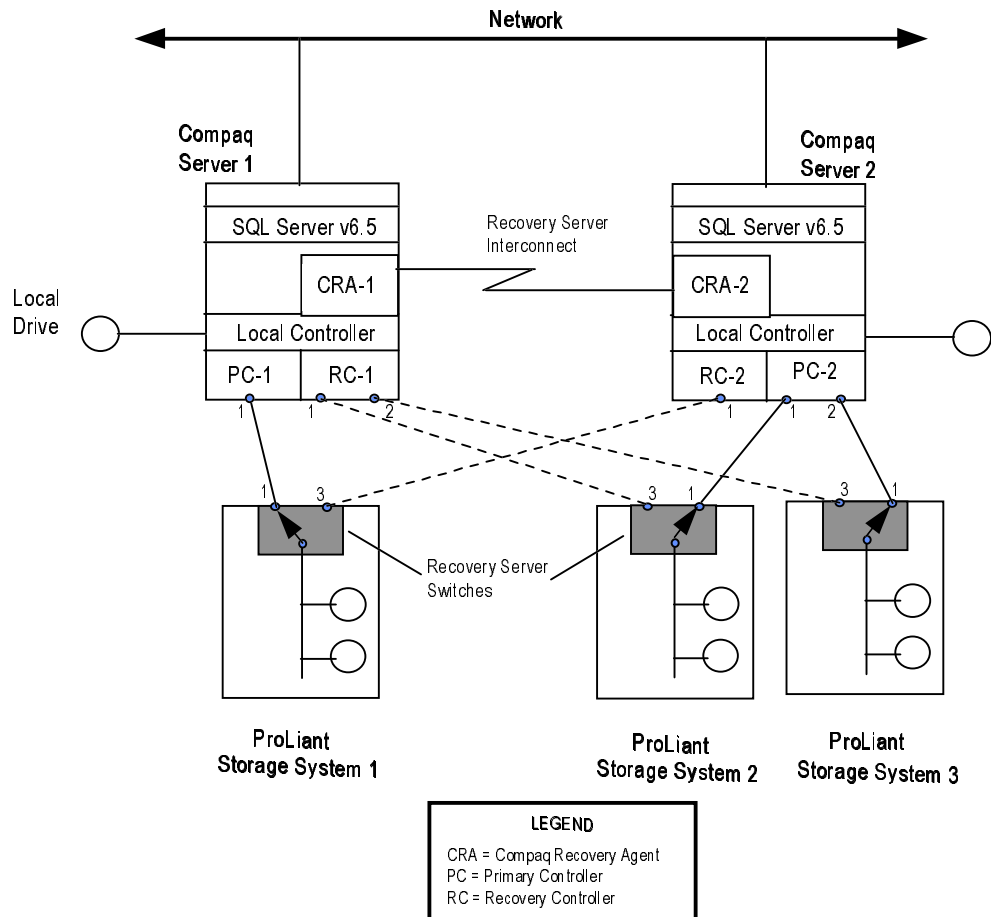 Network
Compaq
Server 1
Compaq
Server 2
SQL Server v6.5
Recovery Server
Interconnect
SQL Server v6.5
CRA-1
CRA-2
Local
Drive
Local Controller
Local Controller
PC-1
RC-1
RC-2
PC-2
1
1
2
1
1
2
1
3
3
1
3
1
Recovery Server
Switches
ProLiant
Storage System 1
ProLiant
Storage System 2
ProLiant
Storage System 3
LEGEND
CRA = Compaq Recovery Agent
PC = Primary Controller
RC = Recovery Controller